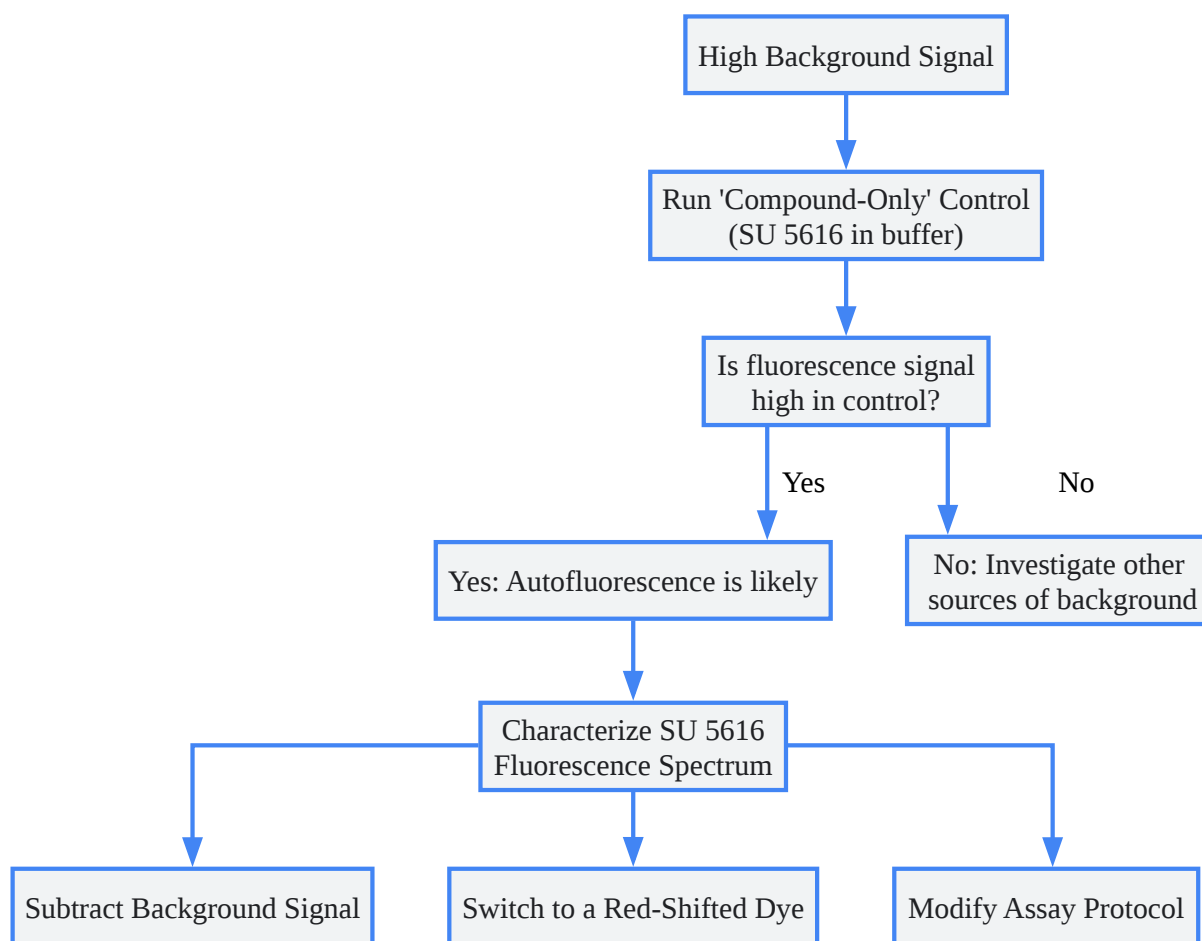 High Background Signal
Run 'Compound-Only' Control
(SU 5616 in buffer)
Is fluorescence signal
high in control?
Yes
No
Yes: Autofluorescence is likely
No: Investigate other
sources of background
Characterize SU 5616
Fluorescence Spectrum
Subtract Background Signal
Switch to a Red-Shifted Dye
Modify Assay Protocol